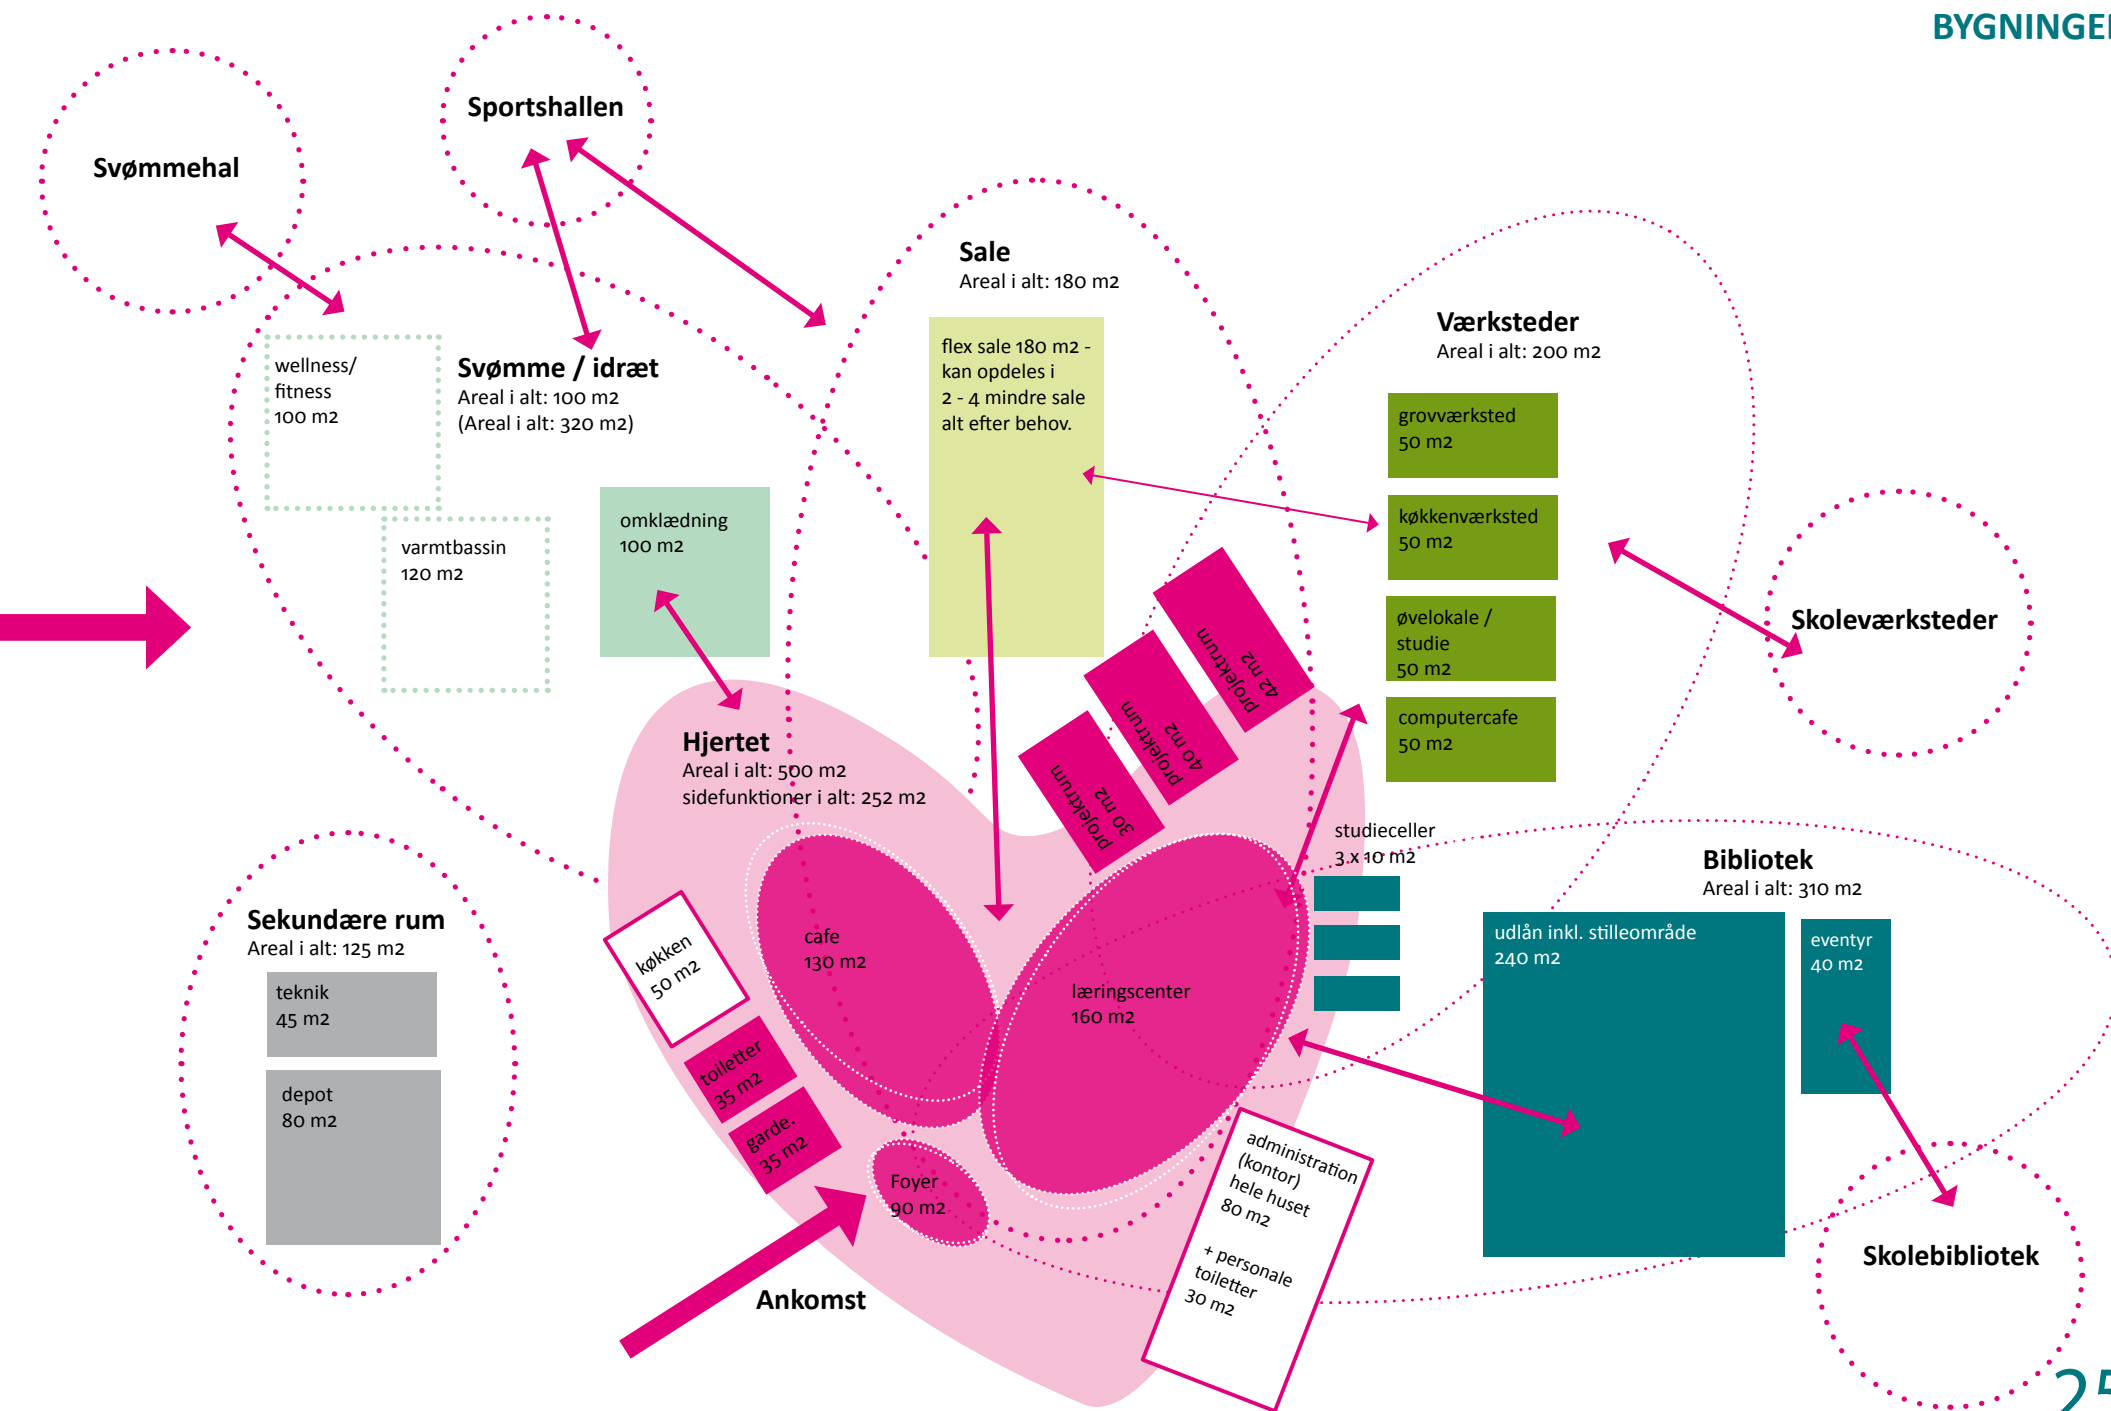 BYGNINGE
Sportshallen
Svømmehal
Sale
Areal i alt: 180 m2
flex sale 180 m2 -
kan opdeles i
2 - 4 mindre sale
alt efter behov.
Værksteder
Areal i alt: 200 m2
grovværksted
50 m2
køkkenværksted
50 m2
øvelokale /
studie
50 m2
computercafe
50 m2
Skoleværksteder
wellness/
fitness
100 m2
Svømme / idræt
Areal i alt: 100 m2
(Areal i alt: 320 m2)
varmtbassin
120 m2
omklædning
100 m2
Hjertet
Areal i alt: 500 m2
sidefunktioner i alt: 252 m2
projektrum
30 m2
projektrum
40 m2
projektrum
42 m2
studieceller
3 x 10 m2
Bibliotek
Areal i alt: 310 m2
udlån inkl. stilleområde
240 m2
eventyr
40 m2
Sekundære rum
Areal i alt: 125 m2
teknik
45 m2
depot
80 m2
køkken
50 m2
toiletter
35 m2
garde.
35 m2
cafe
130 m2
læringscenter
160 m2
Foyer
90 m2
administration
(kontor)
hele huset
80 m2
+ personale
toiletter
30 m2
Ankomst
Skolebibliotek
25